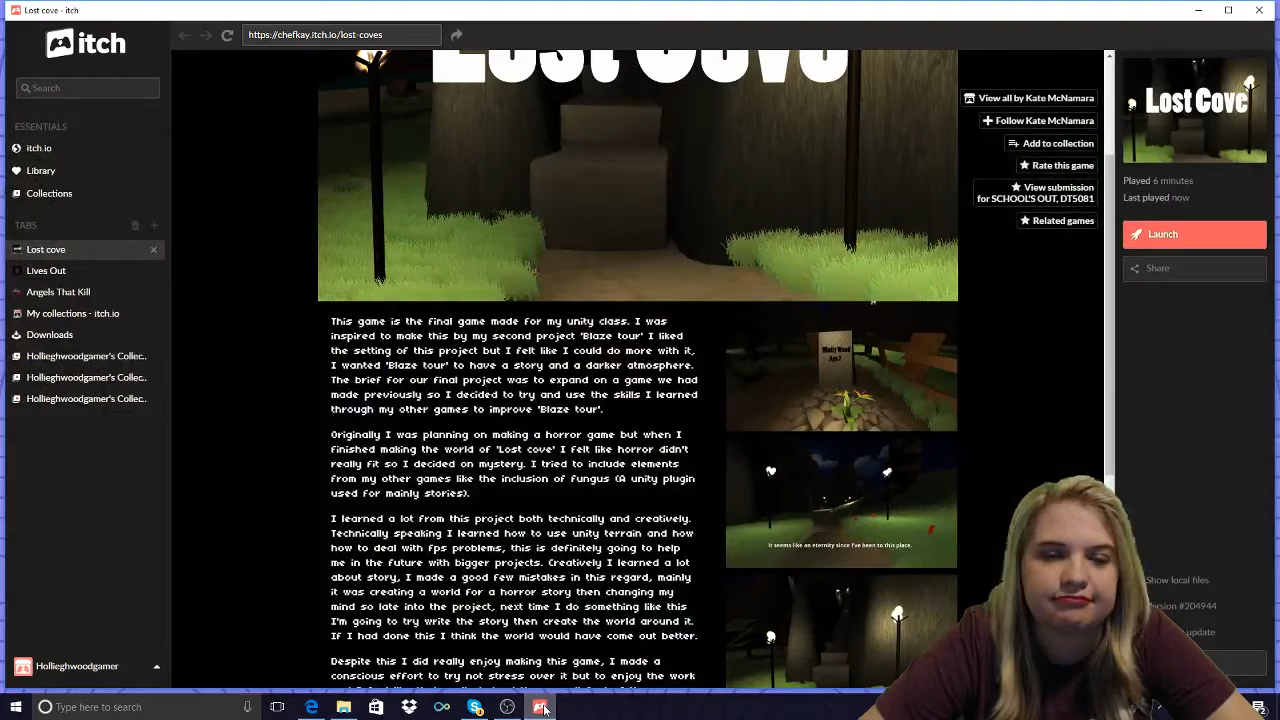 Lost cove - itch
itch
https://chefkay.itch.io/lost-coves
Search
ESSENTIALS
itch.io
Library
Collections
TABS
Lost cove
Lives Out
Angels That Kill
My collections - itch.io
Downloads
Hollieghwoodgamer's Collec..
Hollieghwoodgamer's Collec..
Hollieghwoodgamer's Collec..
Hollieghwoodgamer
Lost Cove
View all by Kate McNamara
Follow Kate McNamara
Add to collection
Rate this game
View submission
for SCHOOL'S OUT, DT5081
Related games
This game is the final game made for my unity class. I was
inspired to make this by my second project 'Blaze tour' I liked
the setting of this project but I felt like I could do more with it,
I wanted 'Blaze tour' to have a story and a darker atmosphere.
The brief for our final project was to expand on a game we had
made previously so I decided to try and use the skills I learned
through my other games to improve 'Blaze tour'.
Originally I was planning on making a horror game but when I
finished making the world of 'Lost cove' I felt like horror didn't
really fit so I decided on mystery. I tried to include elements
from my other games like the inclusion of fungus (A unity plugin
used for mainly stories).
I learned a lot from this project both technically and creatively.
Technically speaking I learned how to use unity terrain and how
how to deal with fps problems, this is definitely going to help
me in the future with bigger projects. Creatively I learned a lot
about story, I made a good few mistakes in this regard, mainly
it was creating a world for a horror story then changing my
mind so late into the project, next time I do something like this
I'm going to try write the story then create the world around it.
If I had done this I think the world would have come out better.
Despite this I did really enjoy making this game, I made a
conscious effort to try not stress over it but to enjoy the work
Molly Wood
Age 7
It seems like an eternity since I've been to this place.
Lost Cove
Played 6 minutes
Last played now
Launch
Share
Show local files
ersion #204944
update
Type here to search
2